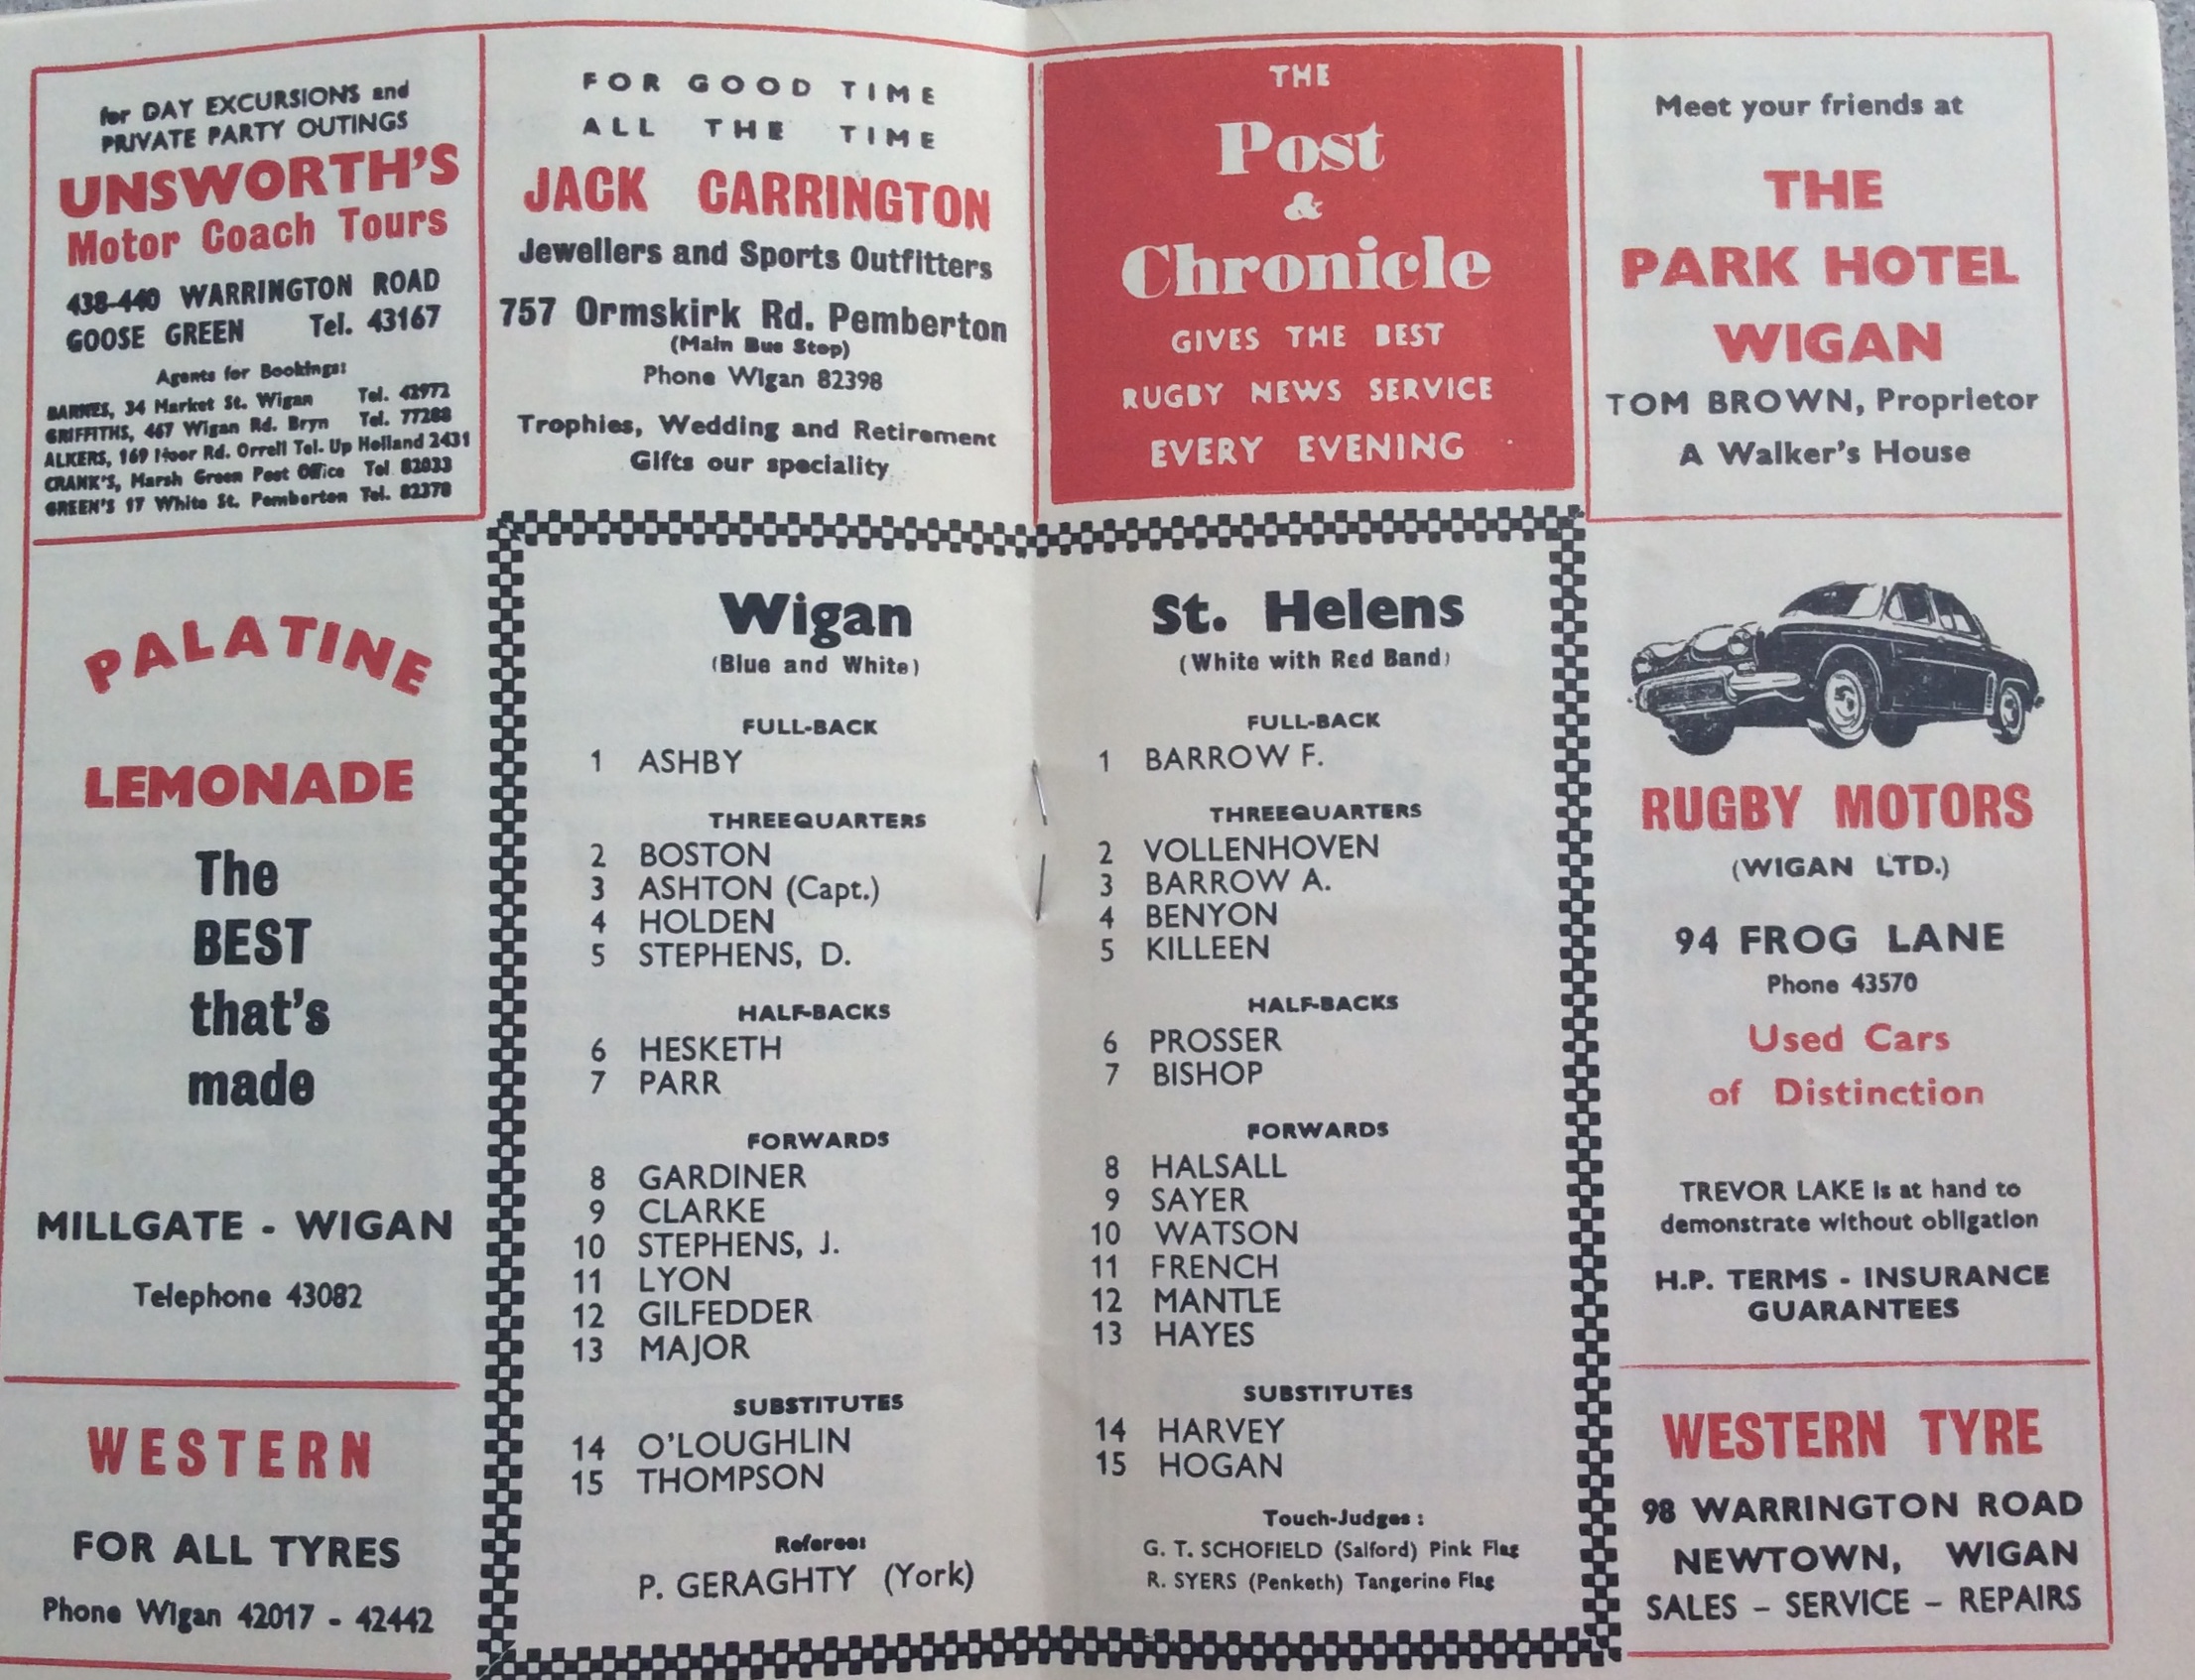 for DAY EXCURSIONS and
PRIVATE PARTY OUTINGS
UNSWORTH'S
Motor Coach Tours
438-440 WARRINGTON ROAD
GOOSE GREEN Tel. 43167
Agents for Bookings:
BARNES, 34 Market St. Wigan Tel. 42972
GRIFFITHS, 467 Wigan Rd. Bryn Tel. 77288
ALKERS, 169 Moor Rd. Orrell Tel. Up Holland 2431
CRANK'S, Marsh Green Post Office Tel 82033
GREEN'S 17 White St. Pemberton Tel. 82378
FOR GOOD TIME
ALL THE TIME
JACK CARRINGTON
Jewellers and Sports Outfitters
757 Ormskirk Rd. Pemberton
(Main Bus Stop)
Phone Wigan 82398
Trophies, Wedding and Retirement
Gifts our speciality
THE
Post
&
Chronicle
GIVES THE BEST
RUGBY NEWS SERVICE
EVERY EVENING
Meet your friends at
THE
PARK HOTEL
WIGAN
TOM BROWN, Proprietor
A Walker's House
PALATINE
LEMONADE
The
BEST
that's
made
MILLGATE - WIGAN
Telephone 43082
WESTERN
FOR ALL TYRES
Phone Wigan 42017 - 42442
Wigan
(Blue and White)
FULL-BACK
1 ASHBY
THREEQUARTERS
2 BOSTON
3 ASHTON (Capt.)
4 HOLDEN
5 STEPHENS, D.
HALF-BACKS
6 HESKETH
7 PARR
FORWARDS
8 GARDINER
9 CLARKE
10 STEPHENS, J.
11 LYON
12 GILFEDDER
13 MAJOR
SUBSTITUTES
14 O'LOUGHLIN
15 THOMPSON
Referee:
P. GERAGHTY (York)
St. Helens
(White with Red Band)
FULL-BACK
1 BARROW F.
THREEQUARTERS
2 VOLLENHOVEN
3 BARROW A.
4 BENYON
5 KILLEEN
HALF-BACKS
6 PROSSER
7 BISHOP
FORWARDS
8 HALSALL
9 SAYER
10 WATSON
11 FRENCH
12 MANTLE
13 HAYES
SUBSTITUTES
14 HARVEY
15 HOGAN
Touch-Judges :
G. T. SCHOFIELD (Salford) Pink Flag
R. SYERS (Penketh) Tangerine Flag
RUGBY MOTORS
(WIGAN LTD.)
94 FROG LANE
Phone 43570
Used Cars
of Distinction
TREVOR LAKE is at hand to
demonstrate without obligation
H.P. TERMS - INSURANCE
GUARANTEES
WESTERN TYRE
98 WARRINGTON ROAD
NEWTOWN, WIGAN
SALES – SERVICE – REPAIRS